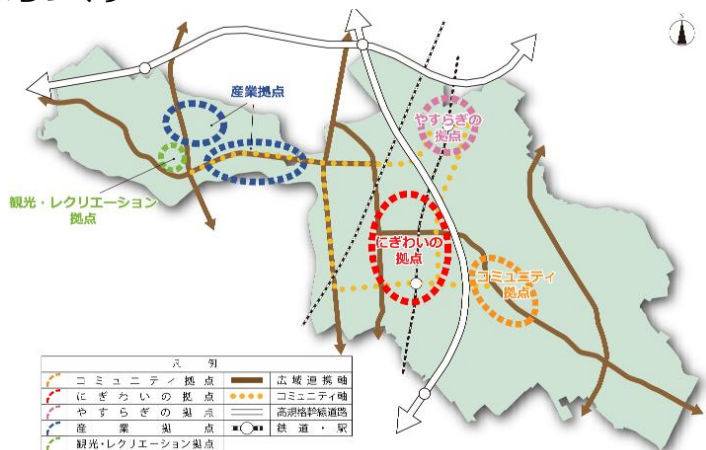 N
産業拠点
やすらぎの
拠点
観光・レクリエーション
拠点
にぎわいの
拠点
コミュニティ
拠点
凡 例
コミュニティ拠点 広域連携軸
にぎわいの拠点 コミュニティ軸
やすらぎの拠点 高規格幹線道路
産業拠点 鉄道・駅
観光・レクリエーション拠点